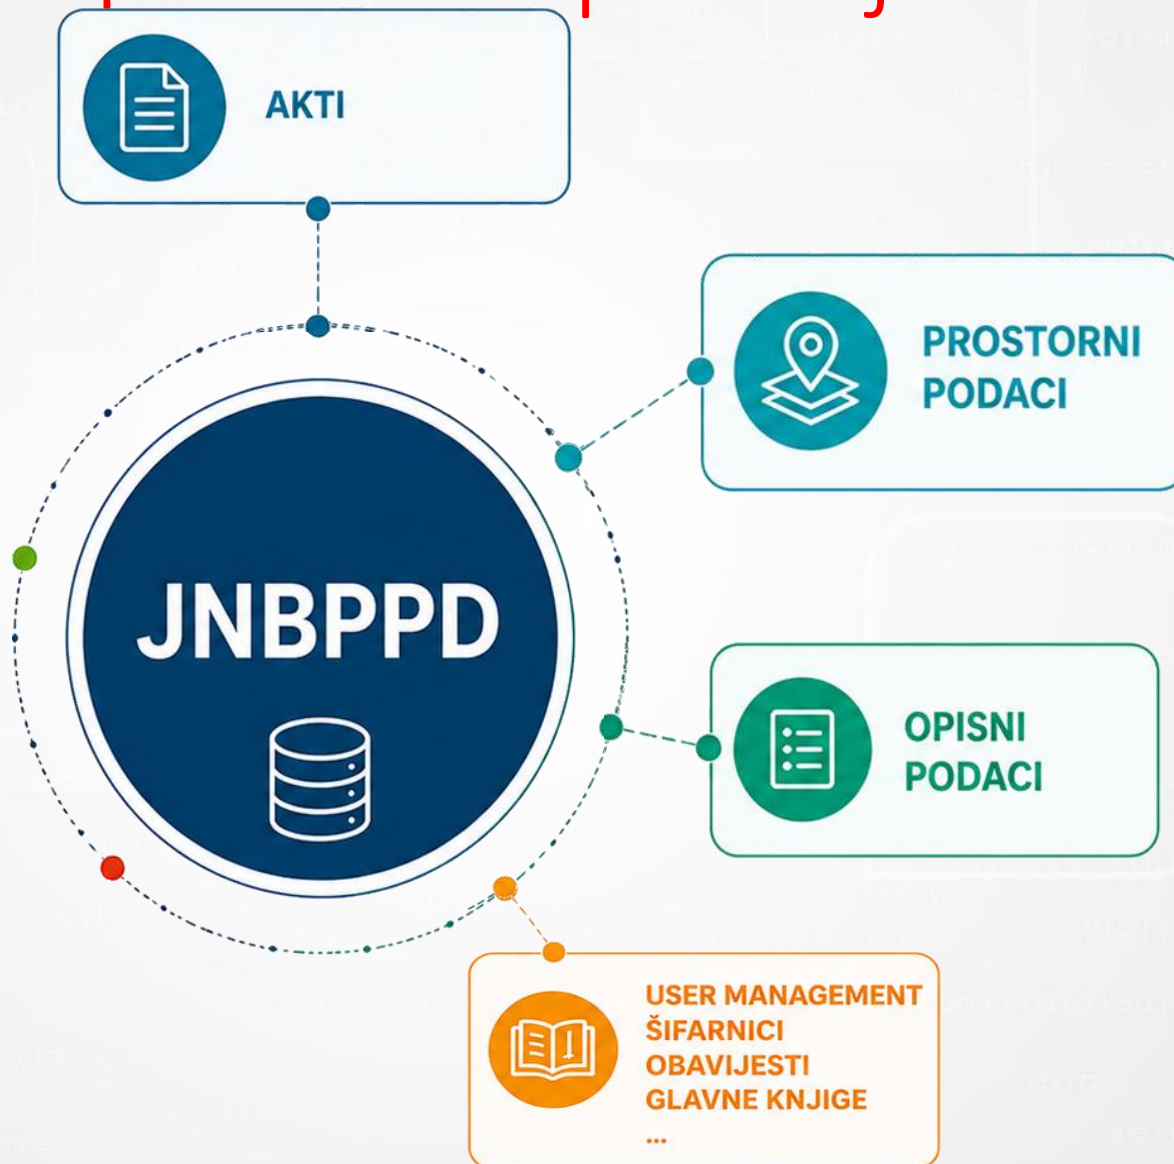 AKTI
PROSTORNI
PODACI
JNBPPD
OPISNI
PODACI
USER MANAGEMENT
ŠIFARNICI
OBAVIJESTI
GLAVNE KNJIGE
...